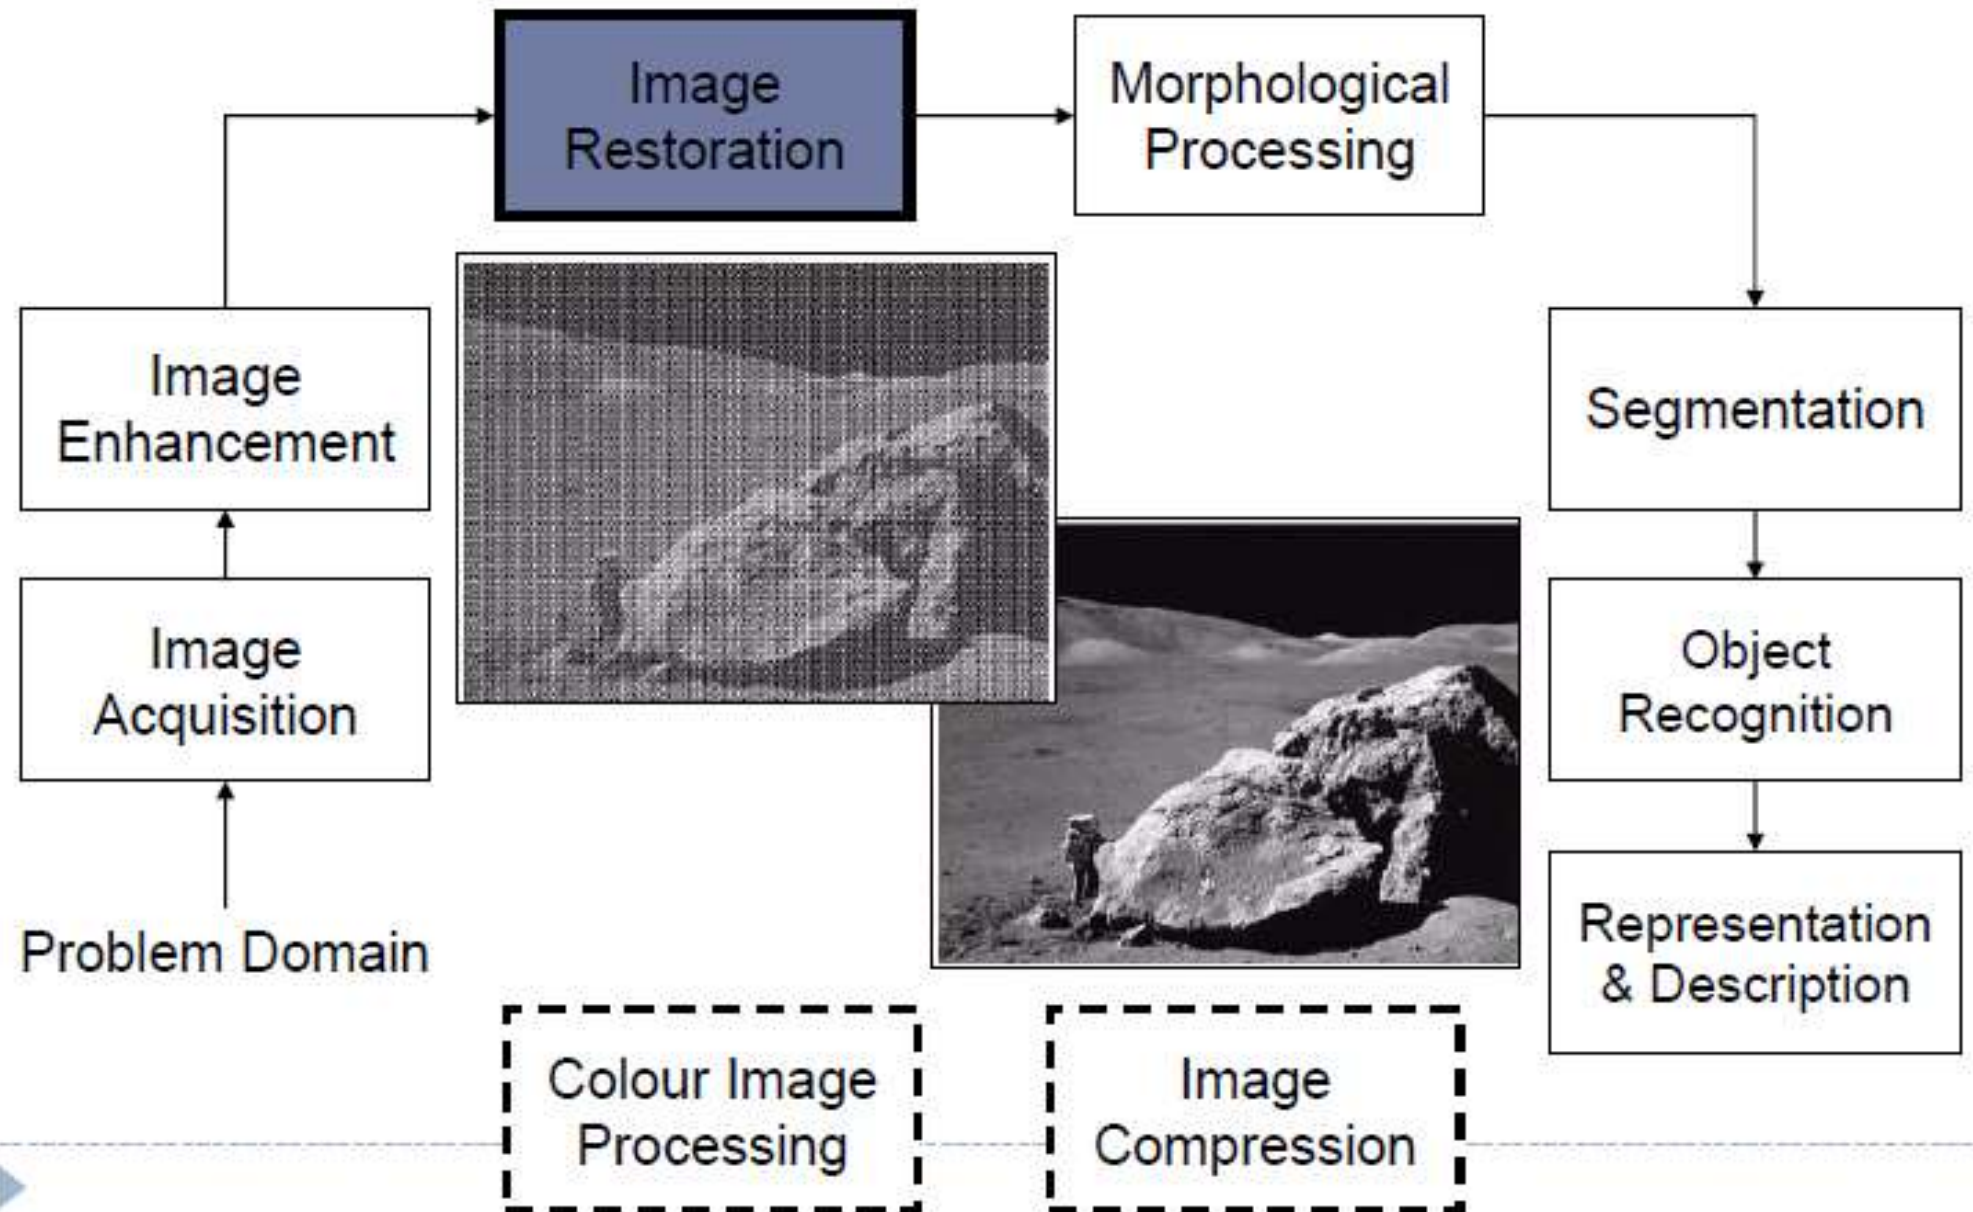 Image
Restoration
Morphological
Processing
Image
Enhancement
Segmentation
Image
Acquisition
Object
Recognition
Problem Domain
Representation
& Description
Colour Image
Processing
Image
Compression